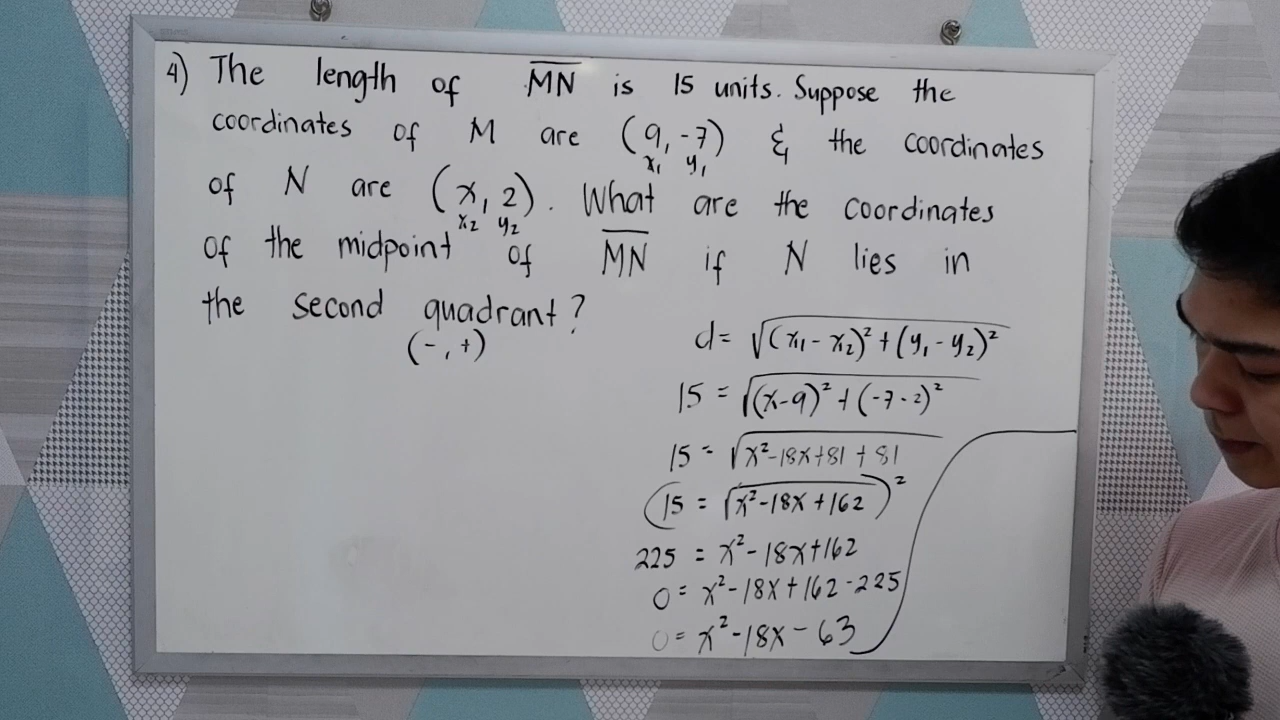 4) The length of M̅N̅ is 15 units. Suppose the
coordinates of M are (9, -7) & the coordinates
x₁ y₁
of N are (x, 2). What are the coordinates
x₂ y₂
of the midpoint of M̅N̅ if N lies in
the second quadrant?
(-, +)
d = √(x₁ - x₂)² + (y₁ - y₂)²
15 = √(x-9)² + (-7-2)²
15 = √x²-18x+81+81
(15 = √x²-18x+162)²
225 = x²-18x+162
0 = x²-18x+162-225
0 = x²-18x-63